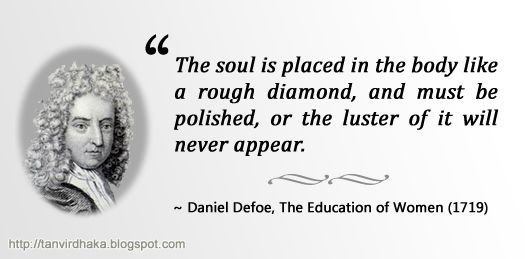 “
The soul is placed in the body like
a rough diamond, and must be
polished, or the luster of it will
never appear.
~ Daniel Defoe, The Education of Women (1719)
http://tanvirdhaka.blogspot.com